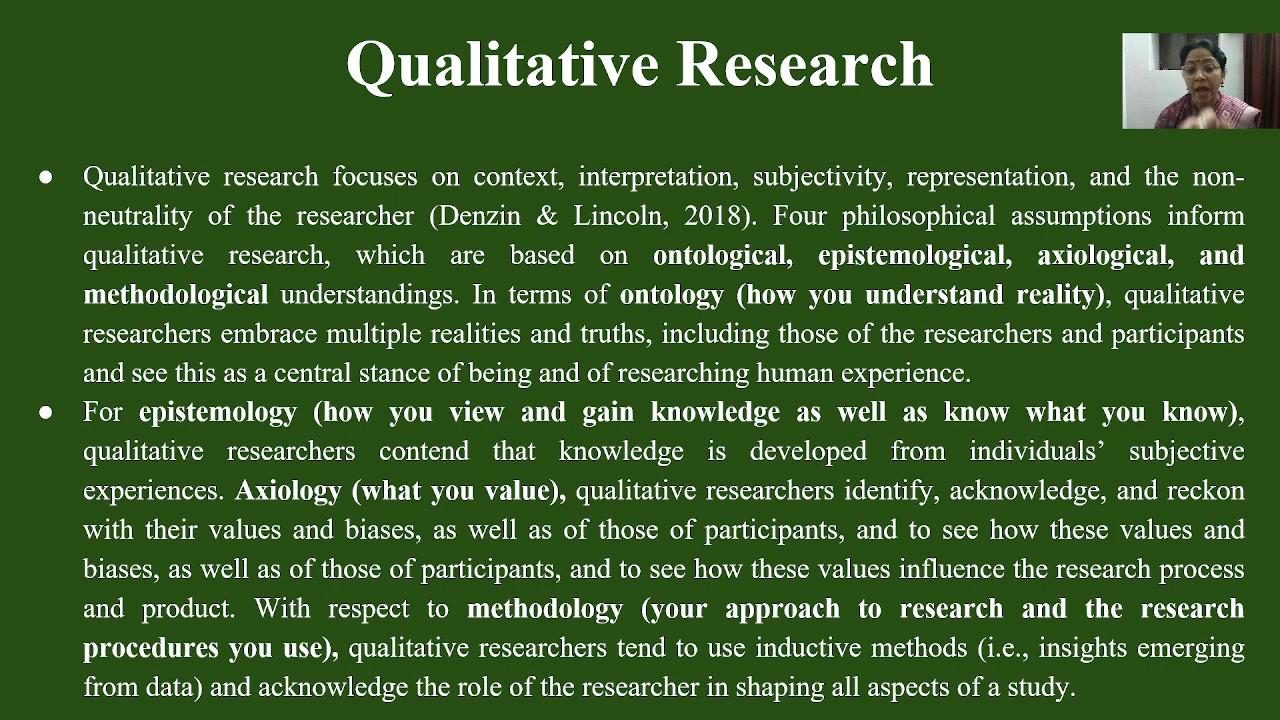 Qualitative Research
● Qualitative research focuses on context, interpretation, subjectivity, representation, and the non-
neutrality of the researcher (Denzin & Lincoln, 2018). Four philosophical assumptions inform
qualitative research, which are based on ontological, epistemological, axiological, and
methodological understandings. In terms of ontology (how you understand reality), qualitative
researchers embrace multiple realities and truths, including those of the researchers and participants
and see this as a central stance of being and of researching human experience.
● For epistemology (how you view and gain knowledge as well as know what you know),
qualitative researchers contend that knowledge is developed from individuals’ subjective
experiences. Axiology (what you value), qualitative researchers identify, acknowledge, and reckon
with their values and biases, as well as of those of participants, and to see how these values and
biases, as well as of those of participants, and to see how these values influence the research process
and product. With respect to methodology (your approach to research and the research
procedures you use), qualitative researchers tend to use inductive methods (i.e., insights emerging
from data) and acknowledge the role of the researcher in shaping all aspects of a study.